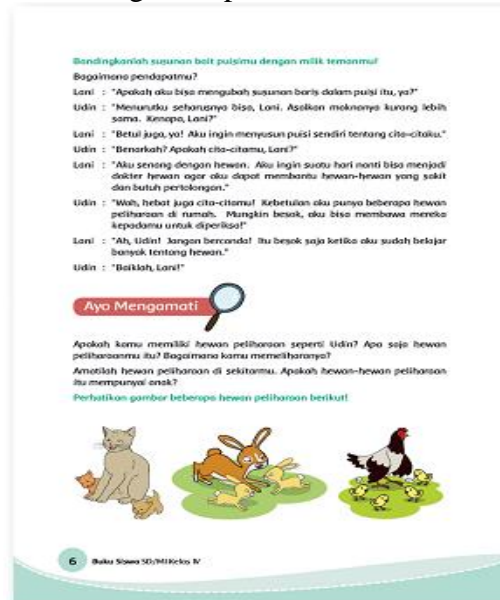 Bandingkanlah susunan bait puisimu dengan milik temanmu!
Bagaimana pendapatmu?
Lani : "Apakah aku bisa mengubah susunan baris dalam puisi itu, ya?"
Udin : "Menurutku seharusnya bisa, Lani. Asalkan maknanya kurang lebih
sama. Kenapa, Lani?"
Lani : "Betul juga, ya! Aku ingin menyusun puisi sendiri tentang cita-citaku."
Udin : "Benarkah? Apakah cita-citamu, Lani?"
Lani : "Aku senang dengan hewan. Aku ingin suatu hari nanti bisa menjadi
dokter hewan agar aku dapat membantu hewan-hewan yang sakit
dan butuh pertolongan."
Udin : "Wah, hebat juga cita-citamu! Kebetulan aku punya beberapa hewan
peliharaan di rumah. Mungkin besok, aku bisa membawa mereka
kepadamu untuk diperiksa!"
Lani : "Ah, Udin! Jangan bercanda! Itu besok saja ketika aku sudah belajar
banyak tentang hewan."
Udin : "Baiklah, Lani!"
Ayo Mengamati
Apakah kamu memiliki hewan peliharaan seperti Udin? Apa saja hewan
peliharaanmu itu? Bagaimana kamu memeliharanya?
Amatilah hewan peliharaan di sekitarmu. Apakah hewan-hewan peliharaan
itu mempunyai anak?
Perhatikan gambar beberapa hewan peliharaan berikut!
6 Buku Siswa SD/MI Kelas IV